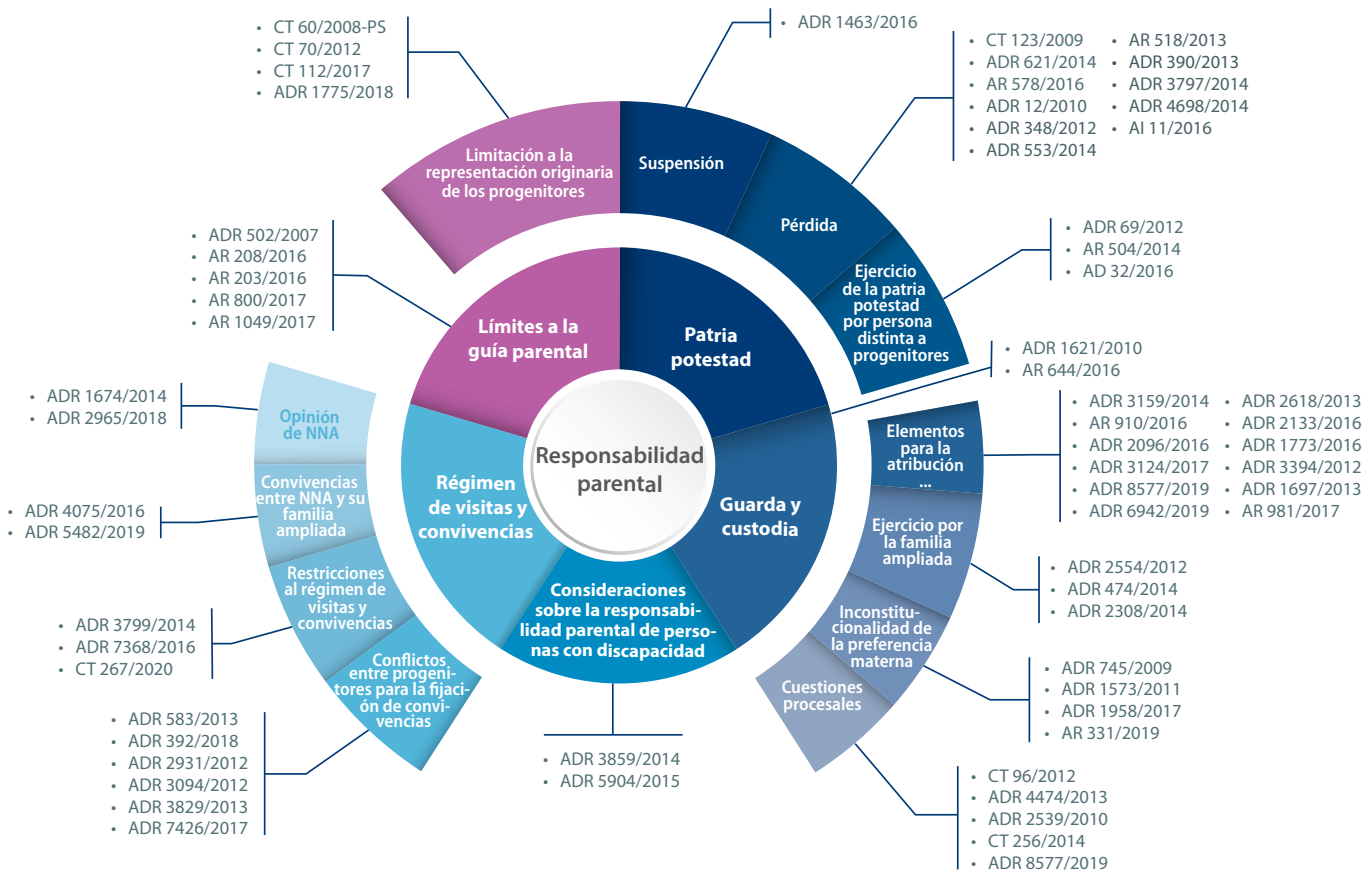 • CT 60/2008-PS
• CT 70/2012
• CT 112/2017
• ADR 1775/2018
• ADR 1463/2016
• CT 123/2009
• ADR 621/2014
• AR 578/2016
• ADR 12/2010
• ADR 348/2012
• ADR 553/2014
• AR 518/2013
• ADR 390/2013
• ADR 3797/2014
• ADR 4698/2014
• AI 11/2016
Limitación a la
representación originaria
de los progenitores
Suspensión
Pérdida
Ejercicio
de la patria
potestad
por persona
distinta a
progenitores
• ADR 69/2012
• AR 504/2014
• AD 32/2016
• ADR 502/2007
• AR 208/2016
• AR 203/2016
• AR 800/2017
• AR 1049/2017
Límites a la
guía parental
Patria
potestad
• ADR 1621/2010
• AR 644/2016
• ADR 1674/2014
• ADR 2965/2018
Opinión
de NNA
Convivencias
entre NNA y su
familia
ampliada
• ADR 4075/2016
• ADR 5482/2019
Restricciones
al régimen de
visitas y
convivencias
• ADR 3799/2014
• ADR 7368/2016
• CT 267/2020
Conflictos
entre progeni-
tores para la fijaci-
ón de convi-
vencias
• ADR 583/2013
• ADR 392/2018
• ADR 2931/2012
• ADR 3094/2012
• ADR 3829/2013
• ADR 7426/2017
Responsabilidad
parental
Régimen
de visitas y
convivencias
Guarda y
custodia
Consideraciones
sobre la responsabi-
lidad parental de perso-
nas con discapacidad
• ADR 3859/2014
• ADR 5904/2015
Elementos
para la
atribución
...
• ADR 3159/2014
• AR 910/2016
• ADR 2096/2016
• ADR 3124/2017
• ADR 8577/2019
• ADR 6942/2019
• ADR 2618/2013
• ADR 2133/2016
• ADR 1773/2016
• ADR 3394/2012
• ADR 1697/2013
• AR 981/2017
Ejercicio por
la familia
ampliada
• ADR 2554/2012
• ADR 474/2014
• ADR 2308/2014
Inconstitu-
cionalidad de
la preferencia
materna
• ADR 745/2009
• ADR 1573/2011
• ADR 1958/2017
• AR 331/2019
Cuestiones
procesales
• CT 96/2012
• ADR 4474/2013
• ADR 2539/2010
• CT 256/2014
• ADR 8577/2019